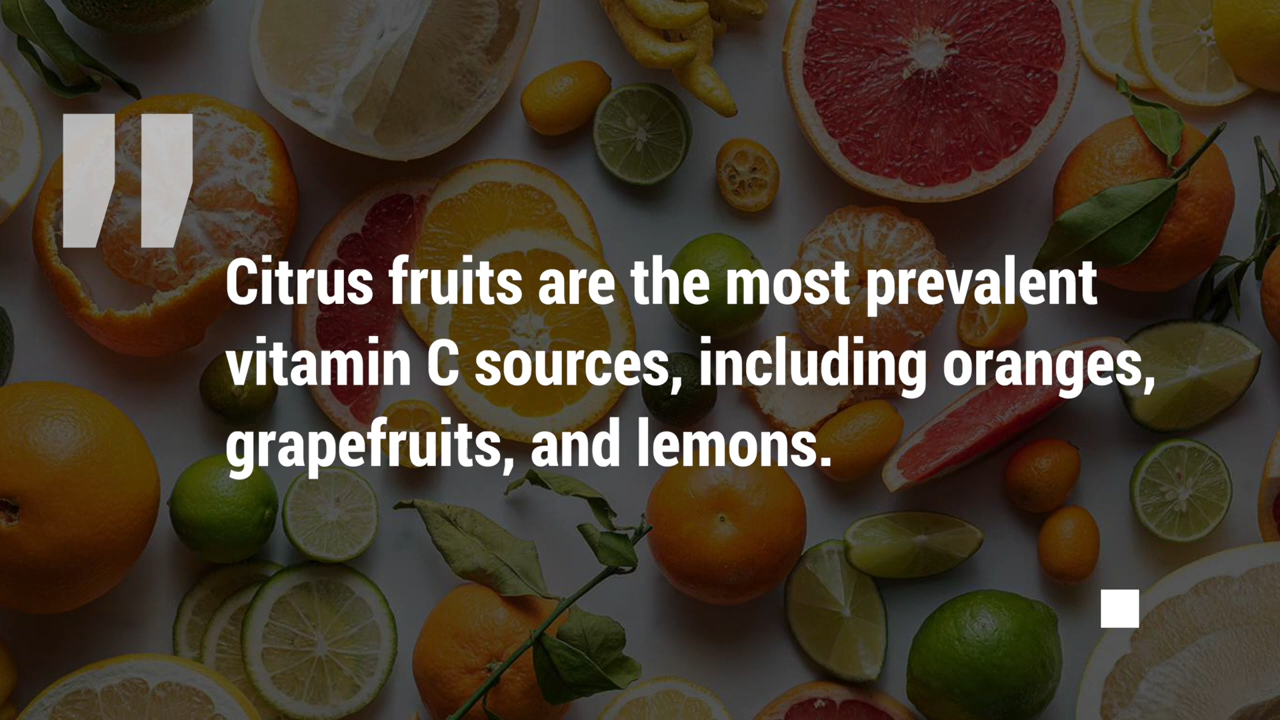 Citrus fruits are the most prevalent
vitamin C sources, including oranges,
grapefruits, and lemons.